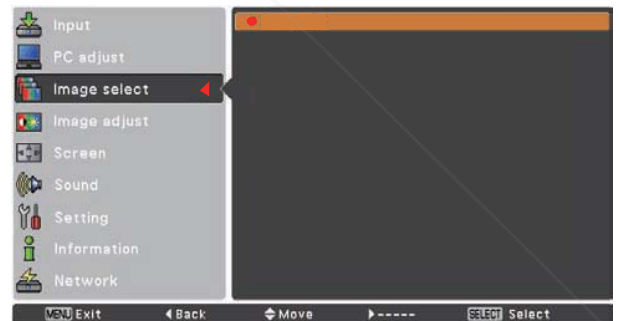 Input
PC adjust
Image select
Image adjust
Screen
Sound
Setting
Information
Network
MENU Exit Back Move ----- SELECT Select